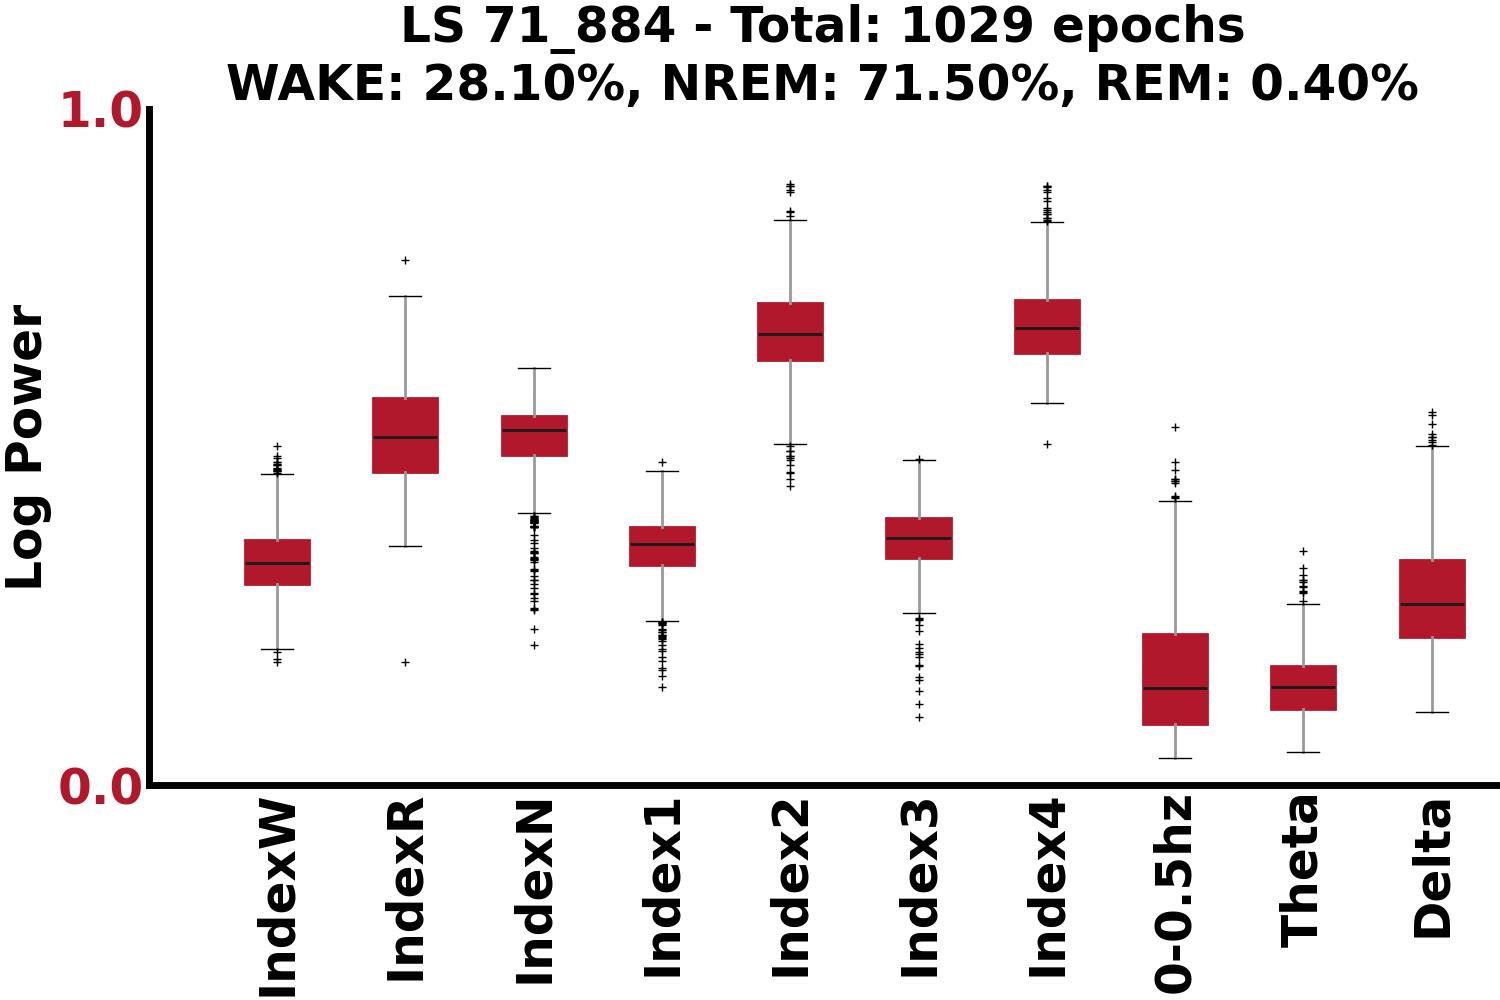 LS 71_884 - Total: 1029 epochs
WAKE: 28.10%, NREM: 71.50%, REM: 0.40%
1.0
Log Power
0.0
IndexW
IndexR
IndexN
Index1
Index2
Index3
Index4
0-0.5hz
Theta
Delta